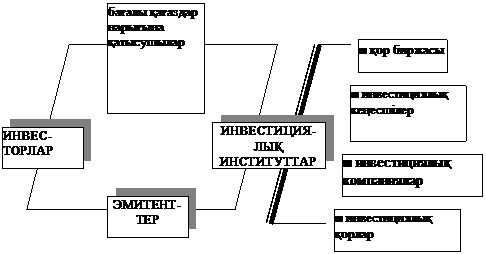 бағалы қағаздар
нарығына
қатысушылар
ИНВЕС-
ТОРЛАР
ЭМИТЕНТ-
ТЕР
ИНВЕСТИЦИЯ-
ЛЫҚ
ИНСТИТУТТАР
¤ қор биржасы
¤ инвестициялық
кеңесшілер
¤ инвестициялық
компаниялар
¤ инвестициялық
қорлар